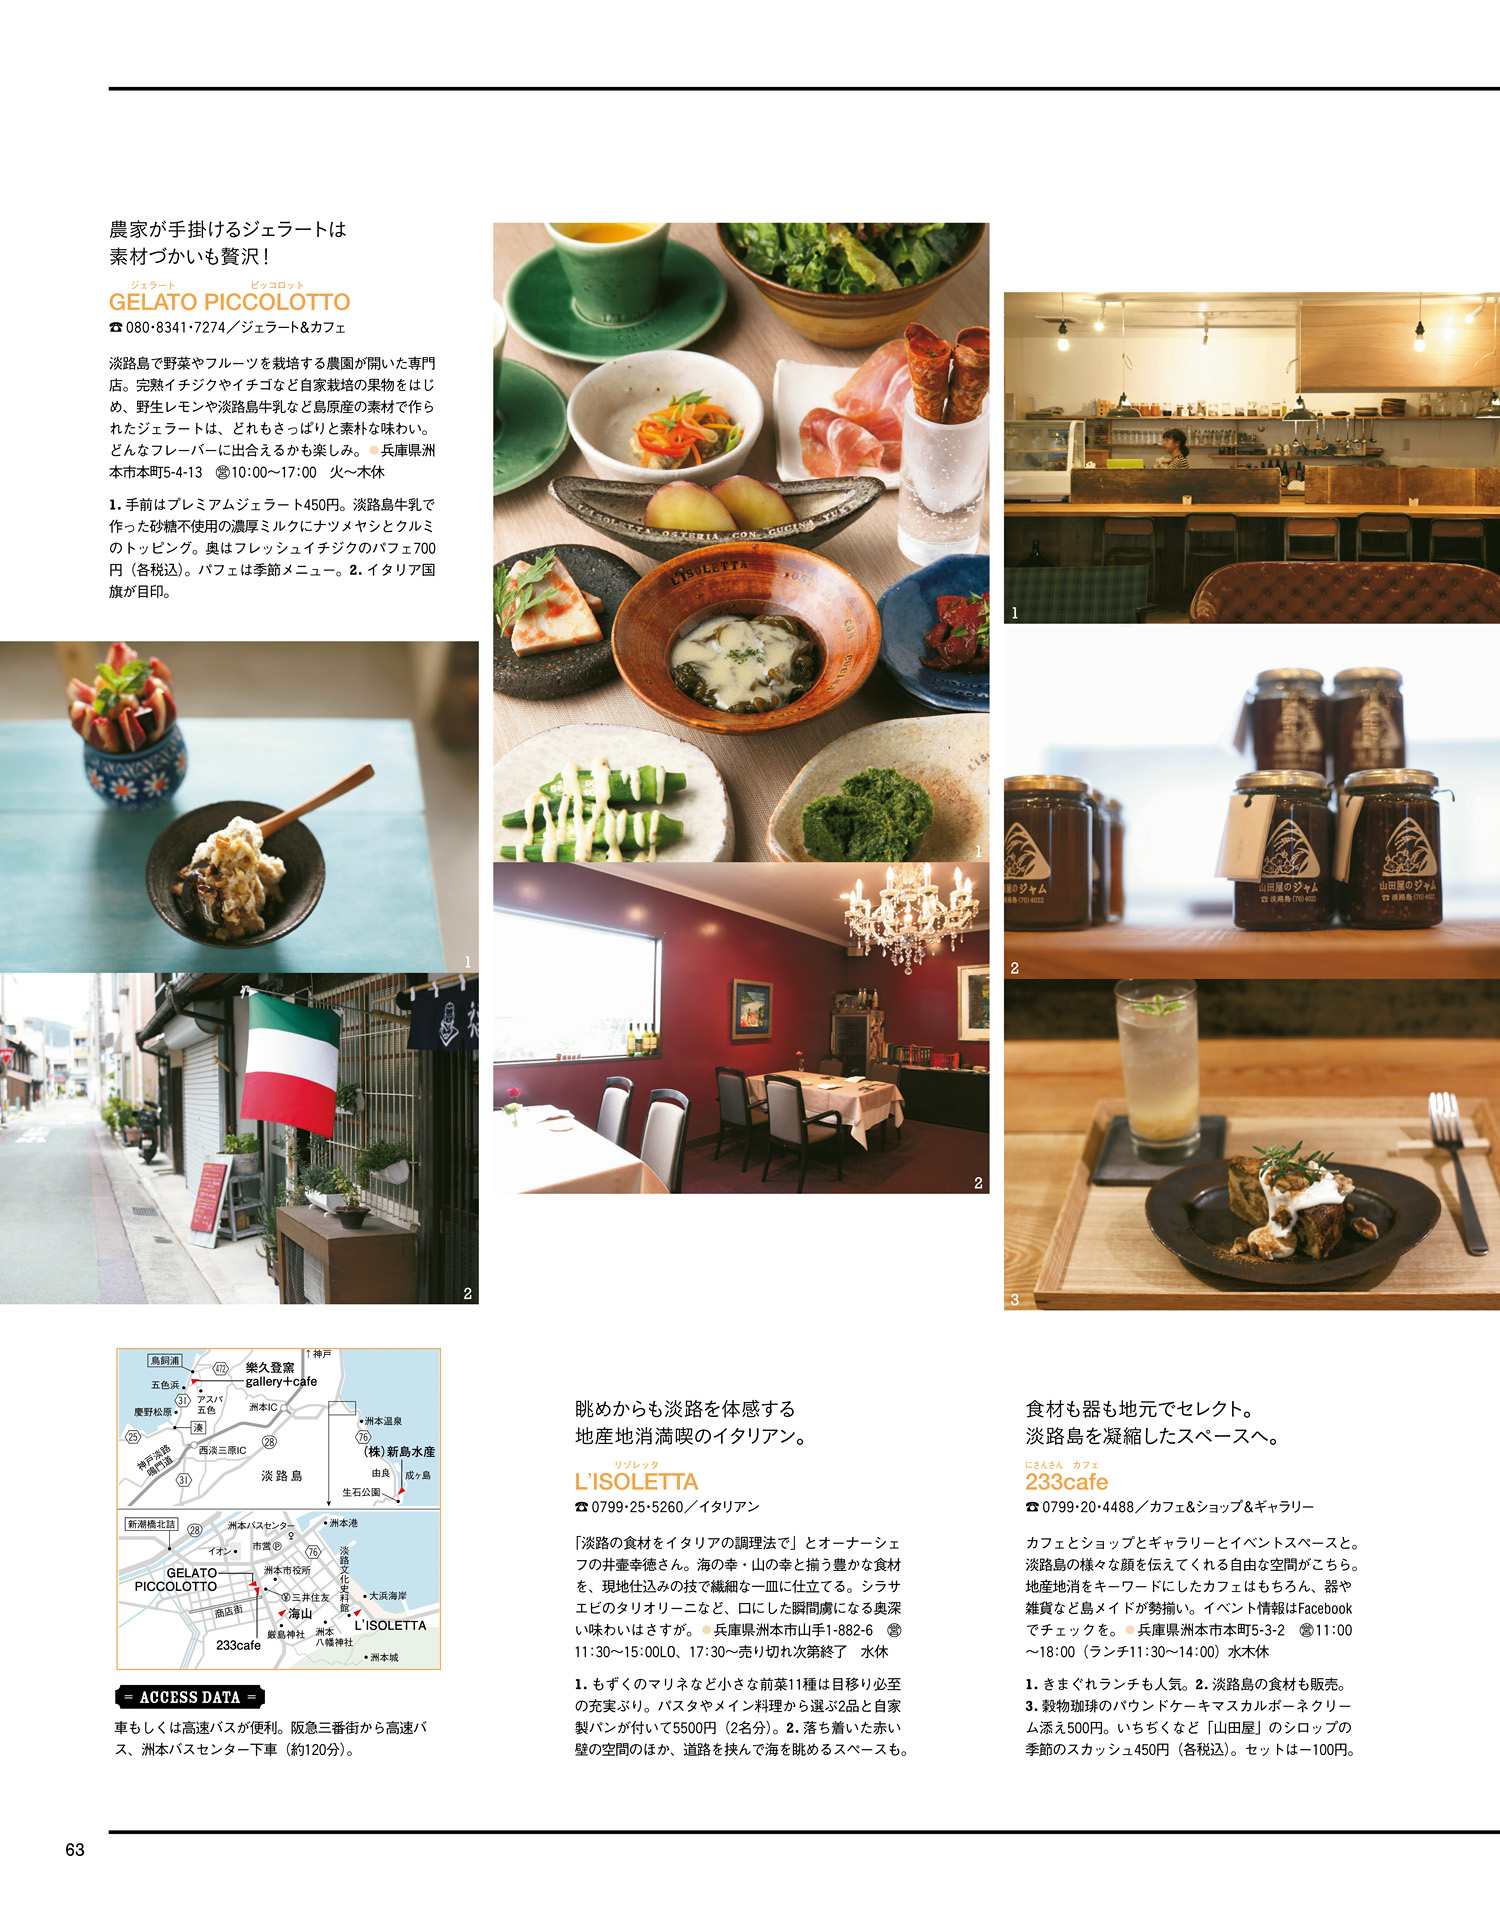 農家が手掛けるジェラートは
素材づかいも贅沢！
ジェラート ピッコロット
GELATO PICCOLOTTO
☎ 080・8341・7274／ジェラート&カフェ
淡路島で野菜やフルーツを栽培する農園が開いた専門
店。完熟イチジクやイチゴなど自家栽培の果物をはじ
め、野生レモンや淡路島牛乳など島原産の素材で作ら
れたジェラートは、どれもさっぱりと素朴な味わい。
どんなフレーバーに出合えるかも楽しみ。●兵庫県洲
本市本町5-4-13 ㊂10：00〜17：00 火〜木休
1. 手前はプレミアムジェラート450円。淡路島牛乳で
作った砂糖不使用の濃厚ミルクにナツメヤシとクルミ
のトッピング。奥はフレッシュイチジクのパフェ700
円（各税込）。パフェは季節メニュー。2. イタリア国
旗が目印。
1
2
L'ISOLETTA
OSTERIA CON CUCINA
1
2
1
山田屋のジャム
☎淡路島(70)4022
山田屋のジャム
☎淡路島(70)4022
2
3
鳥飼浦
472
樂久登窯
gallery+cafe
↑神戸
五色浜
31
アスパ
五色
慶野松原
洲本IC
洲本温泉
湊
25
28
76
西淡三原IC
(株)新島水産
神戸淡路
鳴門道
31
淡路島
由良
成ヶ島
生石公園
新潮橋北詰
28
洲本バスセンター
洲本港
イオン
市営Ⓟ
76
淡路文化史料館
GELATO
PICCOLOTTO
洲本市役所
三井住友
大浜海岸
商店街
海山
L'ISOLETTA
厳島神社
洲本
八幡神社
233cafe
洲本城
= ACCESS DATA =
車もしくは高速バスが便利。阪急三番街から高速バ
ス、洲本バスセンター下車（約120分）。
眺めからも淡路を体感する
地産地消満喫のイタリアン。
リゾレッタ
L'ISOLETTA
☎ 0799・25・5260／イタリアン
「淡路の食材をイタリアの調理法で」とオーナーシェ
フの井壷幸徳さん。海の幸・山の幸と揃う豊かな食材
を、現地仕込みの技で繊細な一皿に仕立てる。シラサ
エビのタリオリーニなど、口にした瞬間虜になる奥深
い味わいはさすが。●兵庫県洲本市山手1-882-6 ㊂
11：30〜15：00LO、17：30〜売り切れ次第終了 水休
1. もずくのマリネなど小さな前菜11種は目移り必至
の充実ぶり。パスタやメイン料理から選ぶ2品と自家
製パンが付いて5500円（2名分）。2. 落ち着いた赤い
壁の空間のほか、道路を挟んで海を眺めるスペースも。
食材も器も地元でセレクト。
淡路島を凝縮したスペースへ。
にさんさん カフェ
233cafe
☎ 0799・20・4488／カフェ&ショップ&ギャラリー
カフェとショップとギャラリーとイベントスペースと。
淡路島の様々な顔を伝えてくれる自由な空間がこちら。
地産地消をキーワードにしたカフェはもちろん、器や
雑貨など島メイドが勢揃い。イベント情報はFacebook
でチェックを。●兵庫県洲本市本町5-3-2 ㊂11：00
〜18：00（ランチ11：30〜14：00）水木休
1. きまぐれランチも人気。2. 淡路島の食材も販売。
3. 穀物珈琲のパウンドケーキマスカルポーネクリー
ム添え500円。いちぢくなど「山田屋」のシロップの
季節のスカッシュ450円（各税込）。セットは−100円。
63